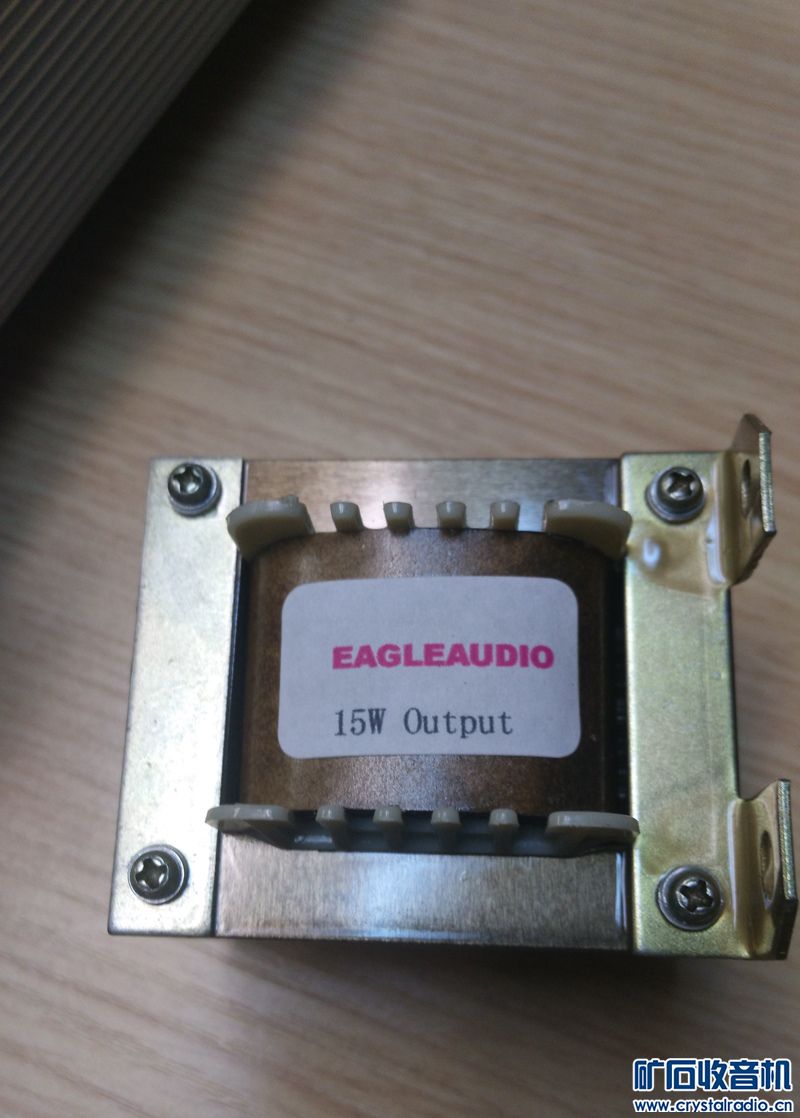 EAGLEAUDIO
15W Output
矿石收音机
www.crystalradio.cn